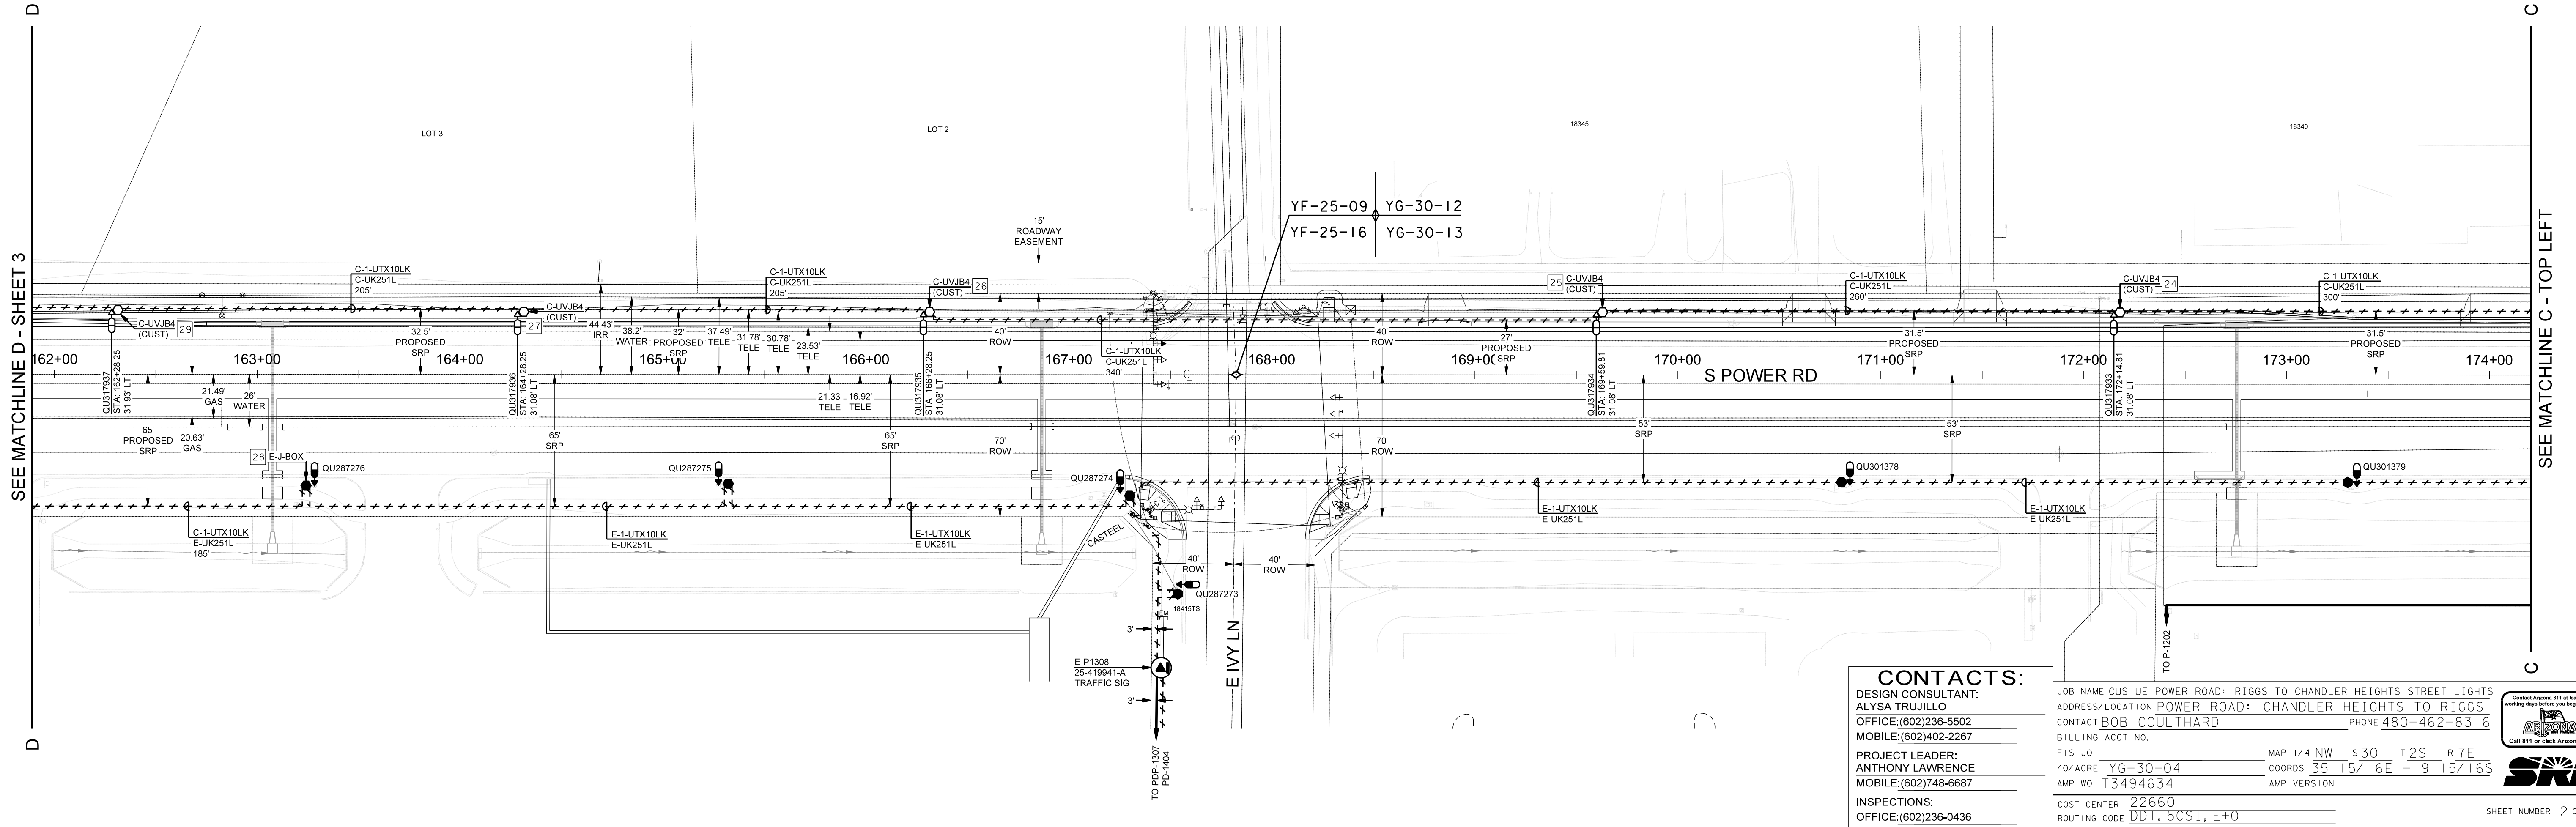 D
C
LOT 3
LOT 2
18345
18340
YF-25-09
YG-30-12
YF-25-16
YG-30-13
15'
ROADWAY
EASEMENT
SEE MATCHLINE D - SHEET 3
SEE MATCHLINE C - TOP LEFT
C-1-UTX10LK
C-UK251L
205'
C-1-UTX10LK
C-UK251L
205'
C-UVJB4
(CUST)
26
25
C-UVJB4
(CUST)
C-1-UTX10LK
C-UK251L
260'
C-UVJB4
(CUST)
24
C-1-UTX10LK
C-UK251L
300'
C-UVJB4
(CUST)
29
C-UVJB4
(CUST)
27
32.5'
PROPOSED
SRP
44.43'
IRR
38.2'
WATER
32'
PROPOSED
SRP
37.49'
TELE
31.78'
TELE
30.78'
TELE
23.53'
TELE
40'
ROW
C-1-UTX10LK
C-UK251L
340'
40'
ROW
27'
PROPOSED
SRP
31.5'
PROPOSED
SRP
31.5'
PROPOSED
SRP
162+00
163+00
164+00
165+00
166+00
167+00
168+00
169+00
170+00
171+00
172+00
173+00
174+00
S POWER RD
QU317937
STA: 162+28.25
31.93' LT
QU317936
STA: 164+28.25
31.08' LT
QU317935
STA: 166+28.25
31.08' LT
QU317934
STA: 169+59.81
31.08' LT
QU317933
STA: 172+14.81
31.08' LT
21.49'
GAS
26'
WATER
21.33'
TELE
16.92'
TELE
65'
PROPOSED
SRP
20.63'
GAS
65'
SRP
65'
SRP
70'
ROW
70'
ROW
53'
SRP
53'
SRP
28
E-J-BOX
QU287276
QU287275
QU287274
QU301378
QU301379
C-1-UTX10LK
E-UK251L
185'
E-1-UTX10LK
E-UK251L
E-1-UTX10LK
E-UK251L
E-1-UTX10LK
E-UK251L
E-1-UTX10LK
E-UK251L
CASTEEL
40'
ROW
40'
ROW
QU287273
18415TS
EM
3'
E-P1308
25-419941-A
TRAFFIC SIG
3'
E IVY LN
TO PDP-1307
PD-1404
TO P-1202
D
C
CONTACTS:
DESIGN CONSULTANT:
ALYSA TRUJILLO
OFFICE:(602)236-5502
MOBILE:(602)402-2267
PROJECT LEADER:
ANTHONY LAWRENCE
MOBILE:(602)748-6687
INSPECTIONS:
OFFICE:(602)236-0436
JOB NAME CUS UE POWER ROAD: RIGGS TO CHANDLER HEIGHTS STREET LIGHTS
ADDRESS/LOCATION POWER ROAD: CHANDLER HEIGHTS TO RIGGS
CONTACT BOB COULTHARD PHONE 480-462-8316
BILLING ACCT NO.
FIS JO MAP 1/4 NW S 30 T 2S R 7E
40/ACRE YG-30-04 COORDS 35 15/16E - 9 15/16S
AMP WO T3494634 AMP VERSION
COST CENTER 22660
ROUTING CODE DD1,5CSI,E+O
SHEET NUMBER 2
Contact Arizona 811 at
working days before you
ARIZONA
Call 811 or click